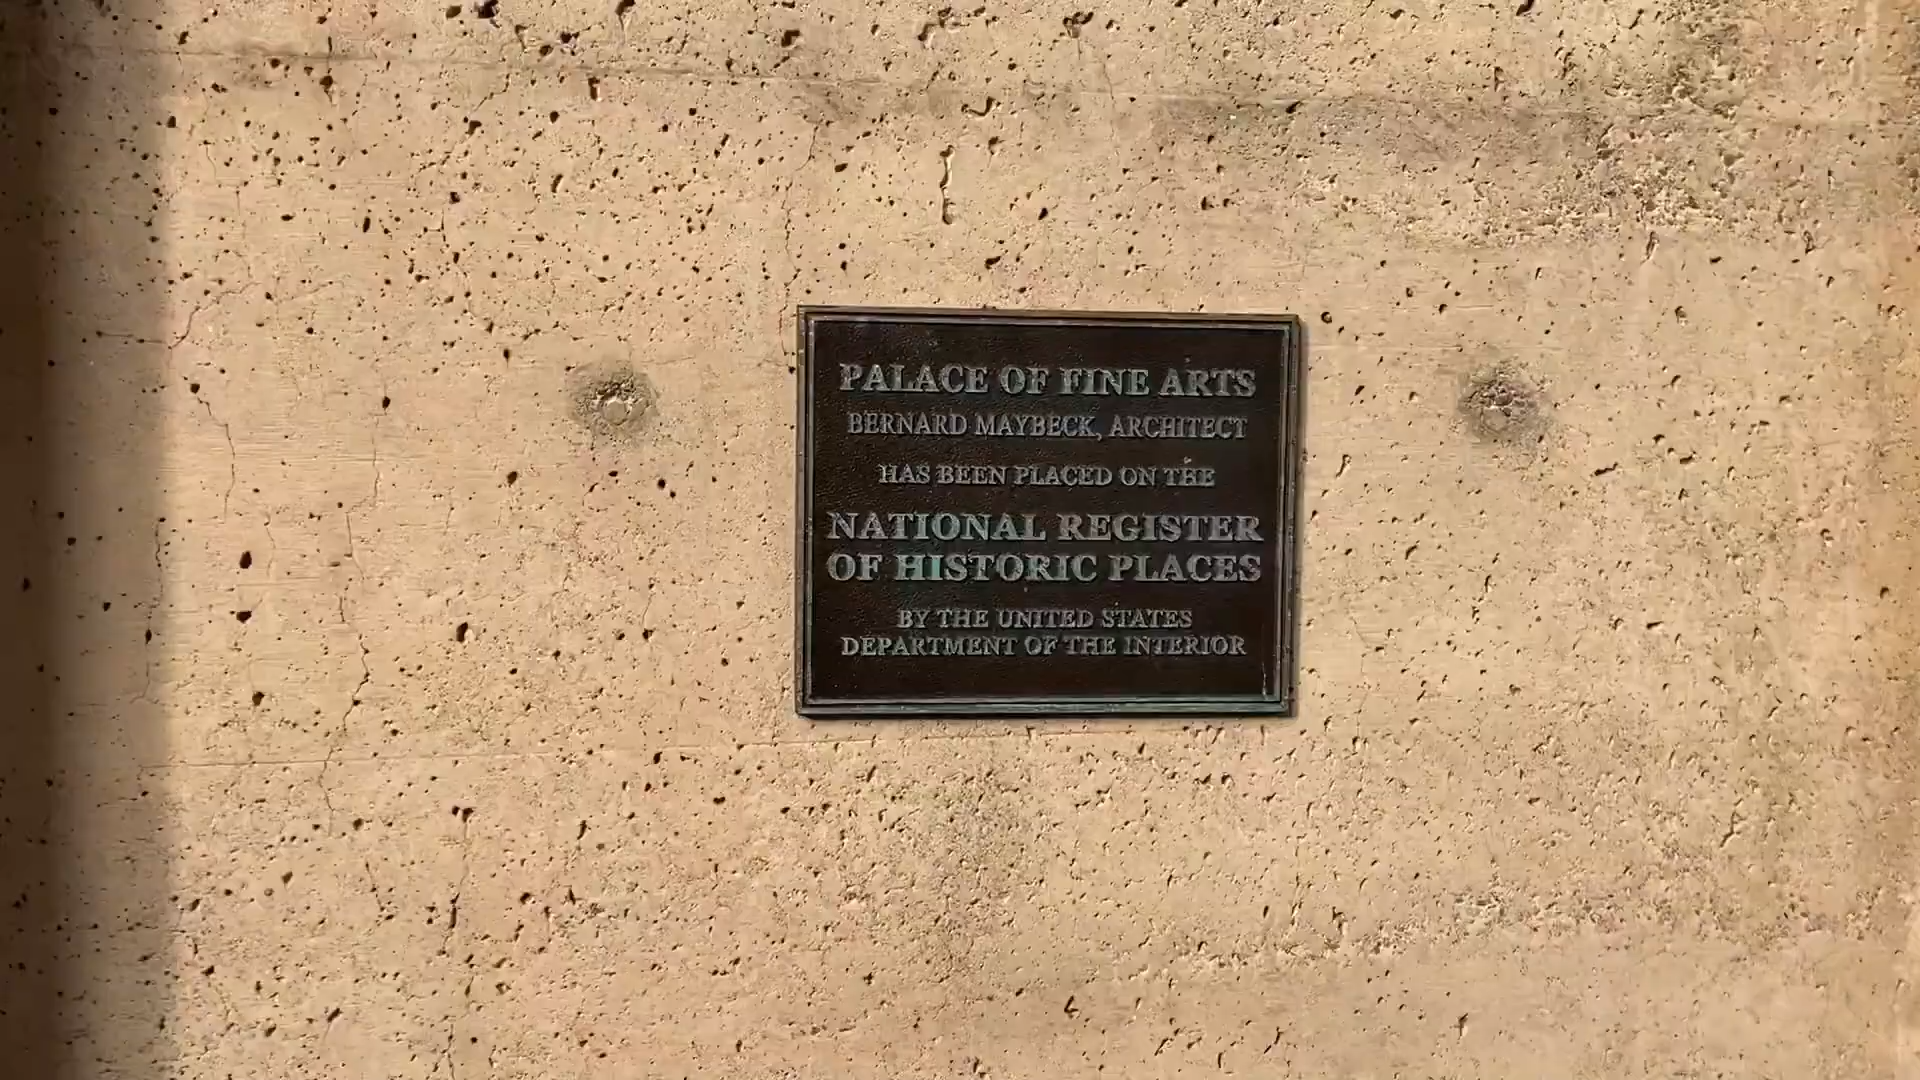 PALACE OF FINE ARTS
BERNARD MAYBECK, ARCHITECT
HAS BEEN PLACED ON THE
NATIONAL REGISTER
OF HISTORIC PLACES
BY THE UNITED STATES
DEPARTMENT OF THE INTERIOR